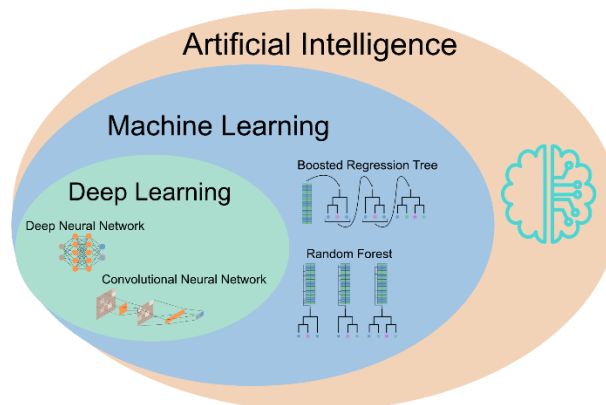 Artificial Intelligence
Machine Learning
Boosted Regression Tree
Deep Learning
Deep Neural Network
Random Forest
Convolutional Neural Network